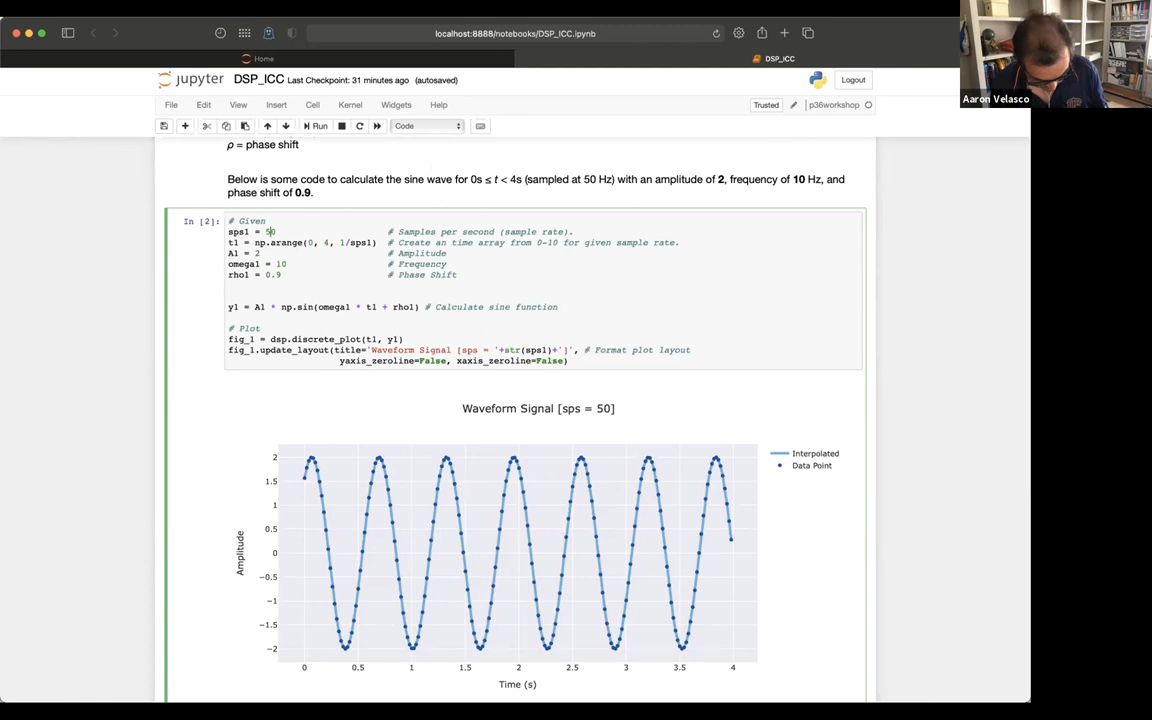 localhost:8888/notebooks/DSP_ICC.ipynb
Home
DSP_ICC
Aaron Velasco
jupyter DSP_ICC Last Checkpoint: 31 minutes ago (autosaved)
Logout
File Edit View Insert Cell Kernel Widgets Help
Trusted
p36workshop
Run
Code
ρ = phase shift
Below is some code to calculate the sine wave for 0s ≤ t < 4s (sampled at 50 Hz) with an amplitude of 2, frequency of 10 Hz, and
phase shift of 0.9.
In [2]:
# Given
sps1 = 50 # Samples per second (sample rate).
t1 = np.arange(0, 4, 1/sps1) # Create an time array from 0-10 for given sample rate.
A1 = 2 # Amplitude
omega1 = 10 # Frequency
rho1 = 0.9 # Phase Shift
y1 = A1 * np.sin(omega1 * t1 + rho1) # Calculate sine function
# Plot
fig_1 = dsp.discrete_plot(t1, y1)
fig_1.update_layout(title='Waveform Signal [sps = '+str(sps1)+']', # Format plot layout
yaxis_zeroline=False, xaxis_zeroline=False)
Waveform Signal [sps = 50]
Interpolated
Data Point
2
1.5
1
0.5
0
−0.5
−1
−1.5
−2
Amplitude
0 0.5 1 1.5 2 2.5 3 3.5 4
Time (s)